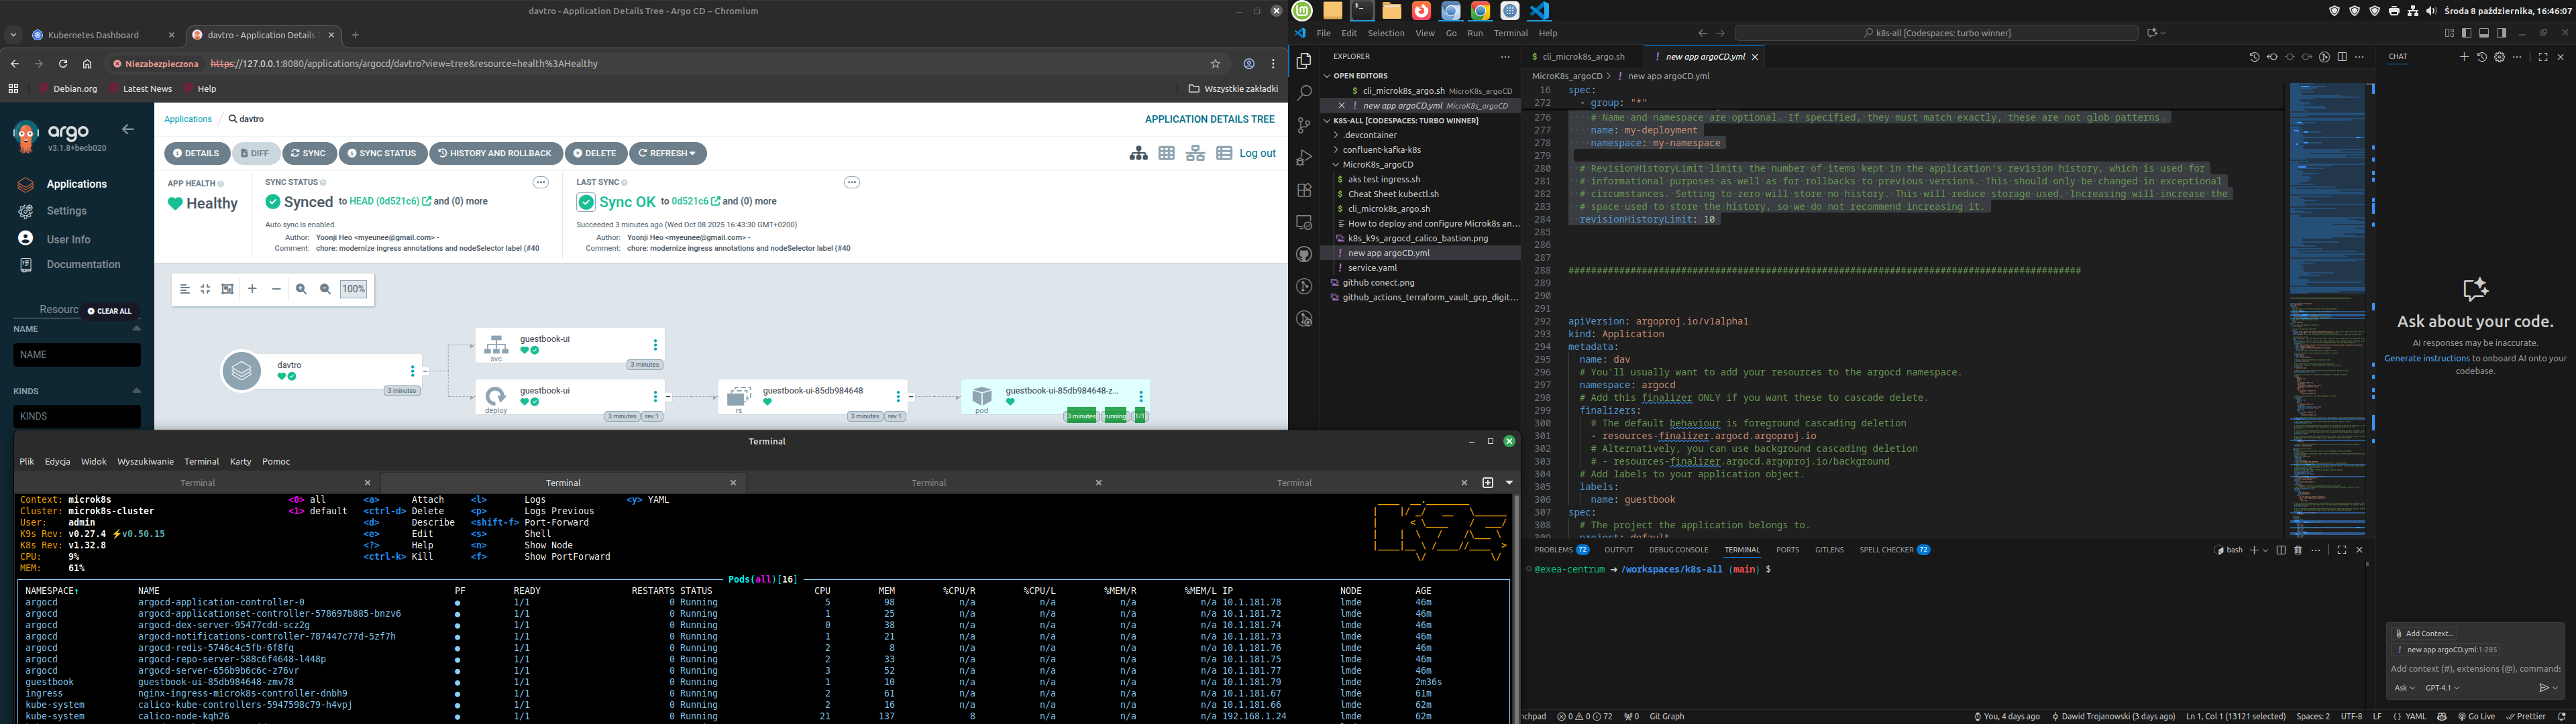 davtro - Application Details Tree - Argo CD – Chromium
Kubernetes Dashboard
davtro - Application Details
Niezabezpieczona https://127.0.0.1:8080/applications/argocd/davtro?view=tree&resource=health%3AHealthy
Debian.org Latest News Help Wszystkie zakładki
argo
v3.1.8+becb020
Applications
Settings
User Info
Documentation
Resourc CLEAR ALL
NAME
NAME
KINDS
KINDS
Applications / davtro
APPLICATION DETAILS TREE
DETAILS DIFF SYNC SYNC STATUS HISTORY AND ROLLBACK DELETE REFRESH
Log out
APP HEALTH
Healthy
SYNC STATUS
Synced to HEAD (0d521c6) and (0) more
Auto sync is enabled.
Author: Yoonji Heo <myeunee@gmail.com> -
Comment: chore: modernize ingress annotations and nodeSelector label (#40
LAST SYNC
Sync OK to 0d521c6 and (0) more
Succeeded 3 minutes ago (Wed Oct 08 2025 16:43:30 GMT+0200)
Author: Yoonji Heo <myeunee@gmail.com> -
Comment: chore: modernize ingress annotations and nodeSelector label (#40
100%
davtro
3 minutes
svc
guestbook-ui
3 minutes
deploy
guestbook-ui
3 minutes rev:1
rs
guestbook-ui-85db984648
3 minutes rev:1
pod
guestbook-ui-85db984648-z...
3 minutes running 1/1
Terminal
Plik Edycja Widok Wyszukiwanie Terminal Karty Pomoc
Terminal Terminal Terminal Terminal
Context: microk8s <0> all <a> Attach <l> Logs <y> YAML
Cluster: microk8s-cluster <1> default <ctrl-d> Delete <p> Logs Previous
User: admin <d> Describe <shift-f> Port-Forward
K9s Rev: v0.27.4 ⚡v0.50.15 <e> Edit <s> Shell
K8s Rev: v1.32.8 <?> Help <n> Show Node
CPU: 9% <ctrl-k> Kill <f> Show PortForward
MEM: 61%
Pods(all)[16]
NAMESPACE↑ NAME PF READY RESTARTS STATUS CPU MEM %CPU/R %CPU/L %MEM/R %MEM/L IP NODE AGE
argocd argocd-application-controller-0 ● 1/1 0 Running 5 98 n/a n/a n/a n/a 10.1.181.78 lmde 46m
argocd argocd-applicationset-controller-578697b885-bnzv6 ● 1/1 0 Running 1 25 n/a n/a n/a n/a 10.1.181.72 lmde 46m
argocd argocd-dex-server-95477cdd-scz2g ● 1/1 0 Running 0 38 n/a n/a n/a n/a 10.1.181.74 lmde 46m
argocd argocd-notifications-controller-787447c77d-5zf7h ● 1/1 0 Running 1 21 n/a n/a n/a n/a 10.1.181.73 lmde 46m
argocd argocd-redis-5746c4c5fb-6f8fq ● 1/1 0 Running 2 8 n/a n/a n/a n/a 10.1.181.76 lmde 46m
argocd argocd-repo-server-588c6f4648-l448p ● 1/1 0 Running 2 33 n/a n/a n/a n/a 10.1.181.75 lmde 46m
argocd argocd-server-656b9b6c6c-z76vr ● 1/1 0 Running 3 52 n/a n/a n/a n/a 10.1.181.77 lmde 46m
guestbook guestbook-ui-85db984648-zmv78 ● 1/1 0 Running 1 10 n/a n/a n/a n/a 10.1.181.79 lmde 2m36s
ingress nginx-ingress-microk8s-controller-dnbh9 ● 1/1 0 Running 2 61 n/a n/a n/a n/a 10.1.181.67 lmde 61m
kube-system calico-kube-controllers-5947598c79-h4vpj ● 1/1 0 Running 2 16 n/a n/a n/a n/a 10.1.181.66 lmde 62m
kube-system calico-node-kqh26 ● 1/1 0 Running 21 137 8 n/a n/a n/a 192.168.1.24 lmde 62m
Środa 8 października, 16:46:07
File Edit Selection View Go Run Terminal Help
k8s-all [Codespaces: turbo winner]
EXPLORER
OPEN EDITORS
$ cli_microk8s_argo.sh MicroK8s_argoCD
! new app argoCD.yml MicroK8s_argoCD
K8S-ALL [CODESPACES: TURBO WINNER]
.devcontainer
confluent-kafka-k8s
MicroK8s_argoCD
$ aks test ingress.sh
$ Cheat Sheet kubectl.sh
$ cli_microk8s_argo.sh
How to deploy and configure Microk8s an...
k8s_k9s_argocd_calico_bastion.png
! new app argoCD.yml
! service.yaml
github conect.png
github_actions_terraform_vault_gcp_digit...
$ cli_microk8s_argo.sh ! new app argoCD.yml
MicroK8s_argoCD > ! new app argoCD.yml
16 spec:
272 - group: "*"
276 # Name and namespace are optional. If specified, they must match exactly, these are not glob patterns.
277 name: my-deployment
278 namespace: my-namespace
279
280 # RevisionHistoryLimit limits the number of items kept in the application's revision history, which is used for
281 # informational purposes as well as for rollbacks to previous versions. This should only be changed in exceptional
282 # circumstances. Setting to zero will store no history. This will reduce storage used. Increasing will increase the
283 # space used to store the history, so we do not recommend increasing it.
284 revisionHistoryLimit: 10
285
286
287
288 ##########################################################################################
289
290
291
292 apiVersion: argoproj.io/v1alpha1
293 kind: Application
294 metadata:
295 name: dav
296 # You'll usually want to add your resources to the argocd namespace.
297 namespace: argocd
298 # Add this finalizer ONLY if you want these to cascade delete.
299 finalizers:
300 # The default behaviour is foreground cascading deletion
301 - resources-finalizer.argocd.argoproj.io
302 # Alternatively, you can use background cascading deletion
303 # - resources-finalizer.argocd.argoproj.io/background
304 # Add labels to your application object.
305 labels:
306 name: guestbook
307 spec:
308 # The project the application belongs to.
PROBLEMS 72 OUTPUT DEBUG CONSOLE TERMINAL PORTS GITLENS SPELL CHECKER 72
bash
@exea-centrum ➜ /workspaces/k8s-all (main) $
CHAT
Ask about your code.
AI responses may be inaccurate.
Generate instructions to onboard AI onto your
codebase.
Add Context...
! new app argoCD.yml:1-285
Add context (#), extensions (@), commands
Ask GPT-4.1
nchpad 0 0 72 0 Git Graph
You, 4 days ago Dawid Trojanowski (3 days ago) Ln 1, Col 1 (13121 selected) Spaces: 2 UTF-8 LF {} YAML Go Live Prettier